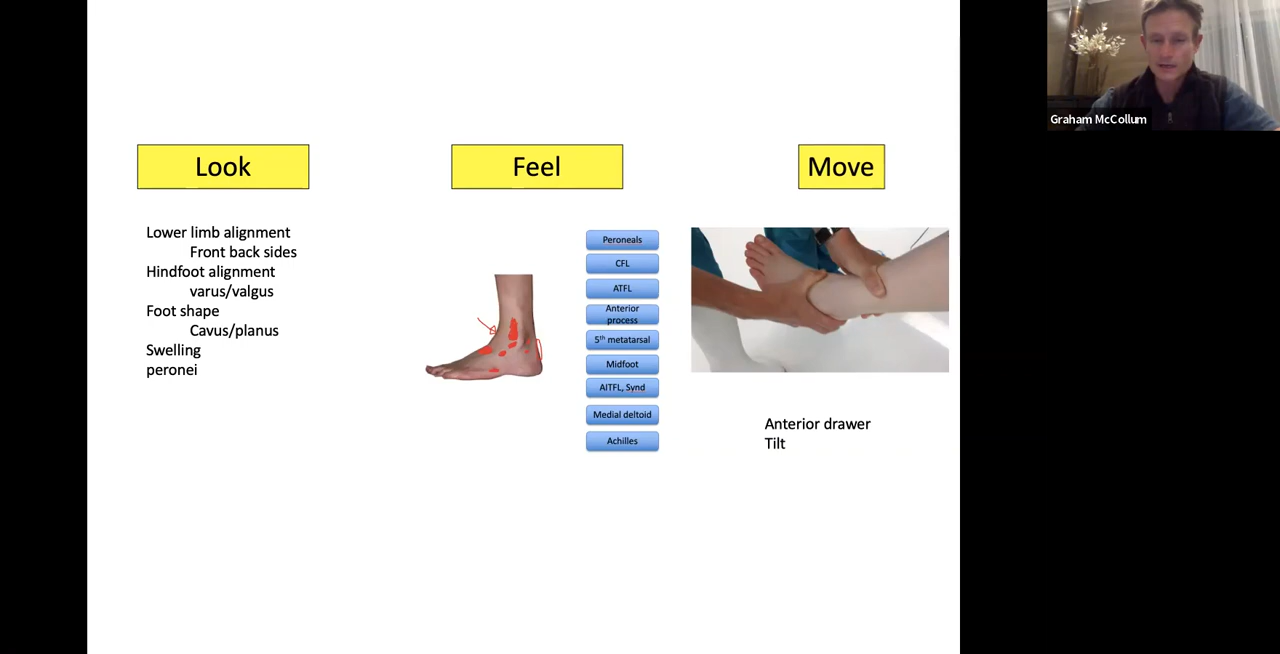 Graham McCollum
Look
Feel
Move
Lower limb alignment
Front back sides
Hindfoot alignment
varus/valgus
Foot shape
Cavus/planus
Swelling
peronei
Peroneals
CFL
ATFL
Anterior
process
5th metatarsal
Midfoot
AITFL, Synd
Medial deltoid
Achilles
Anterior drawer
Tilt